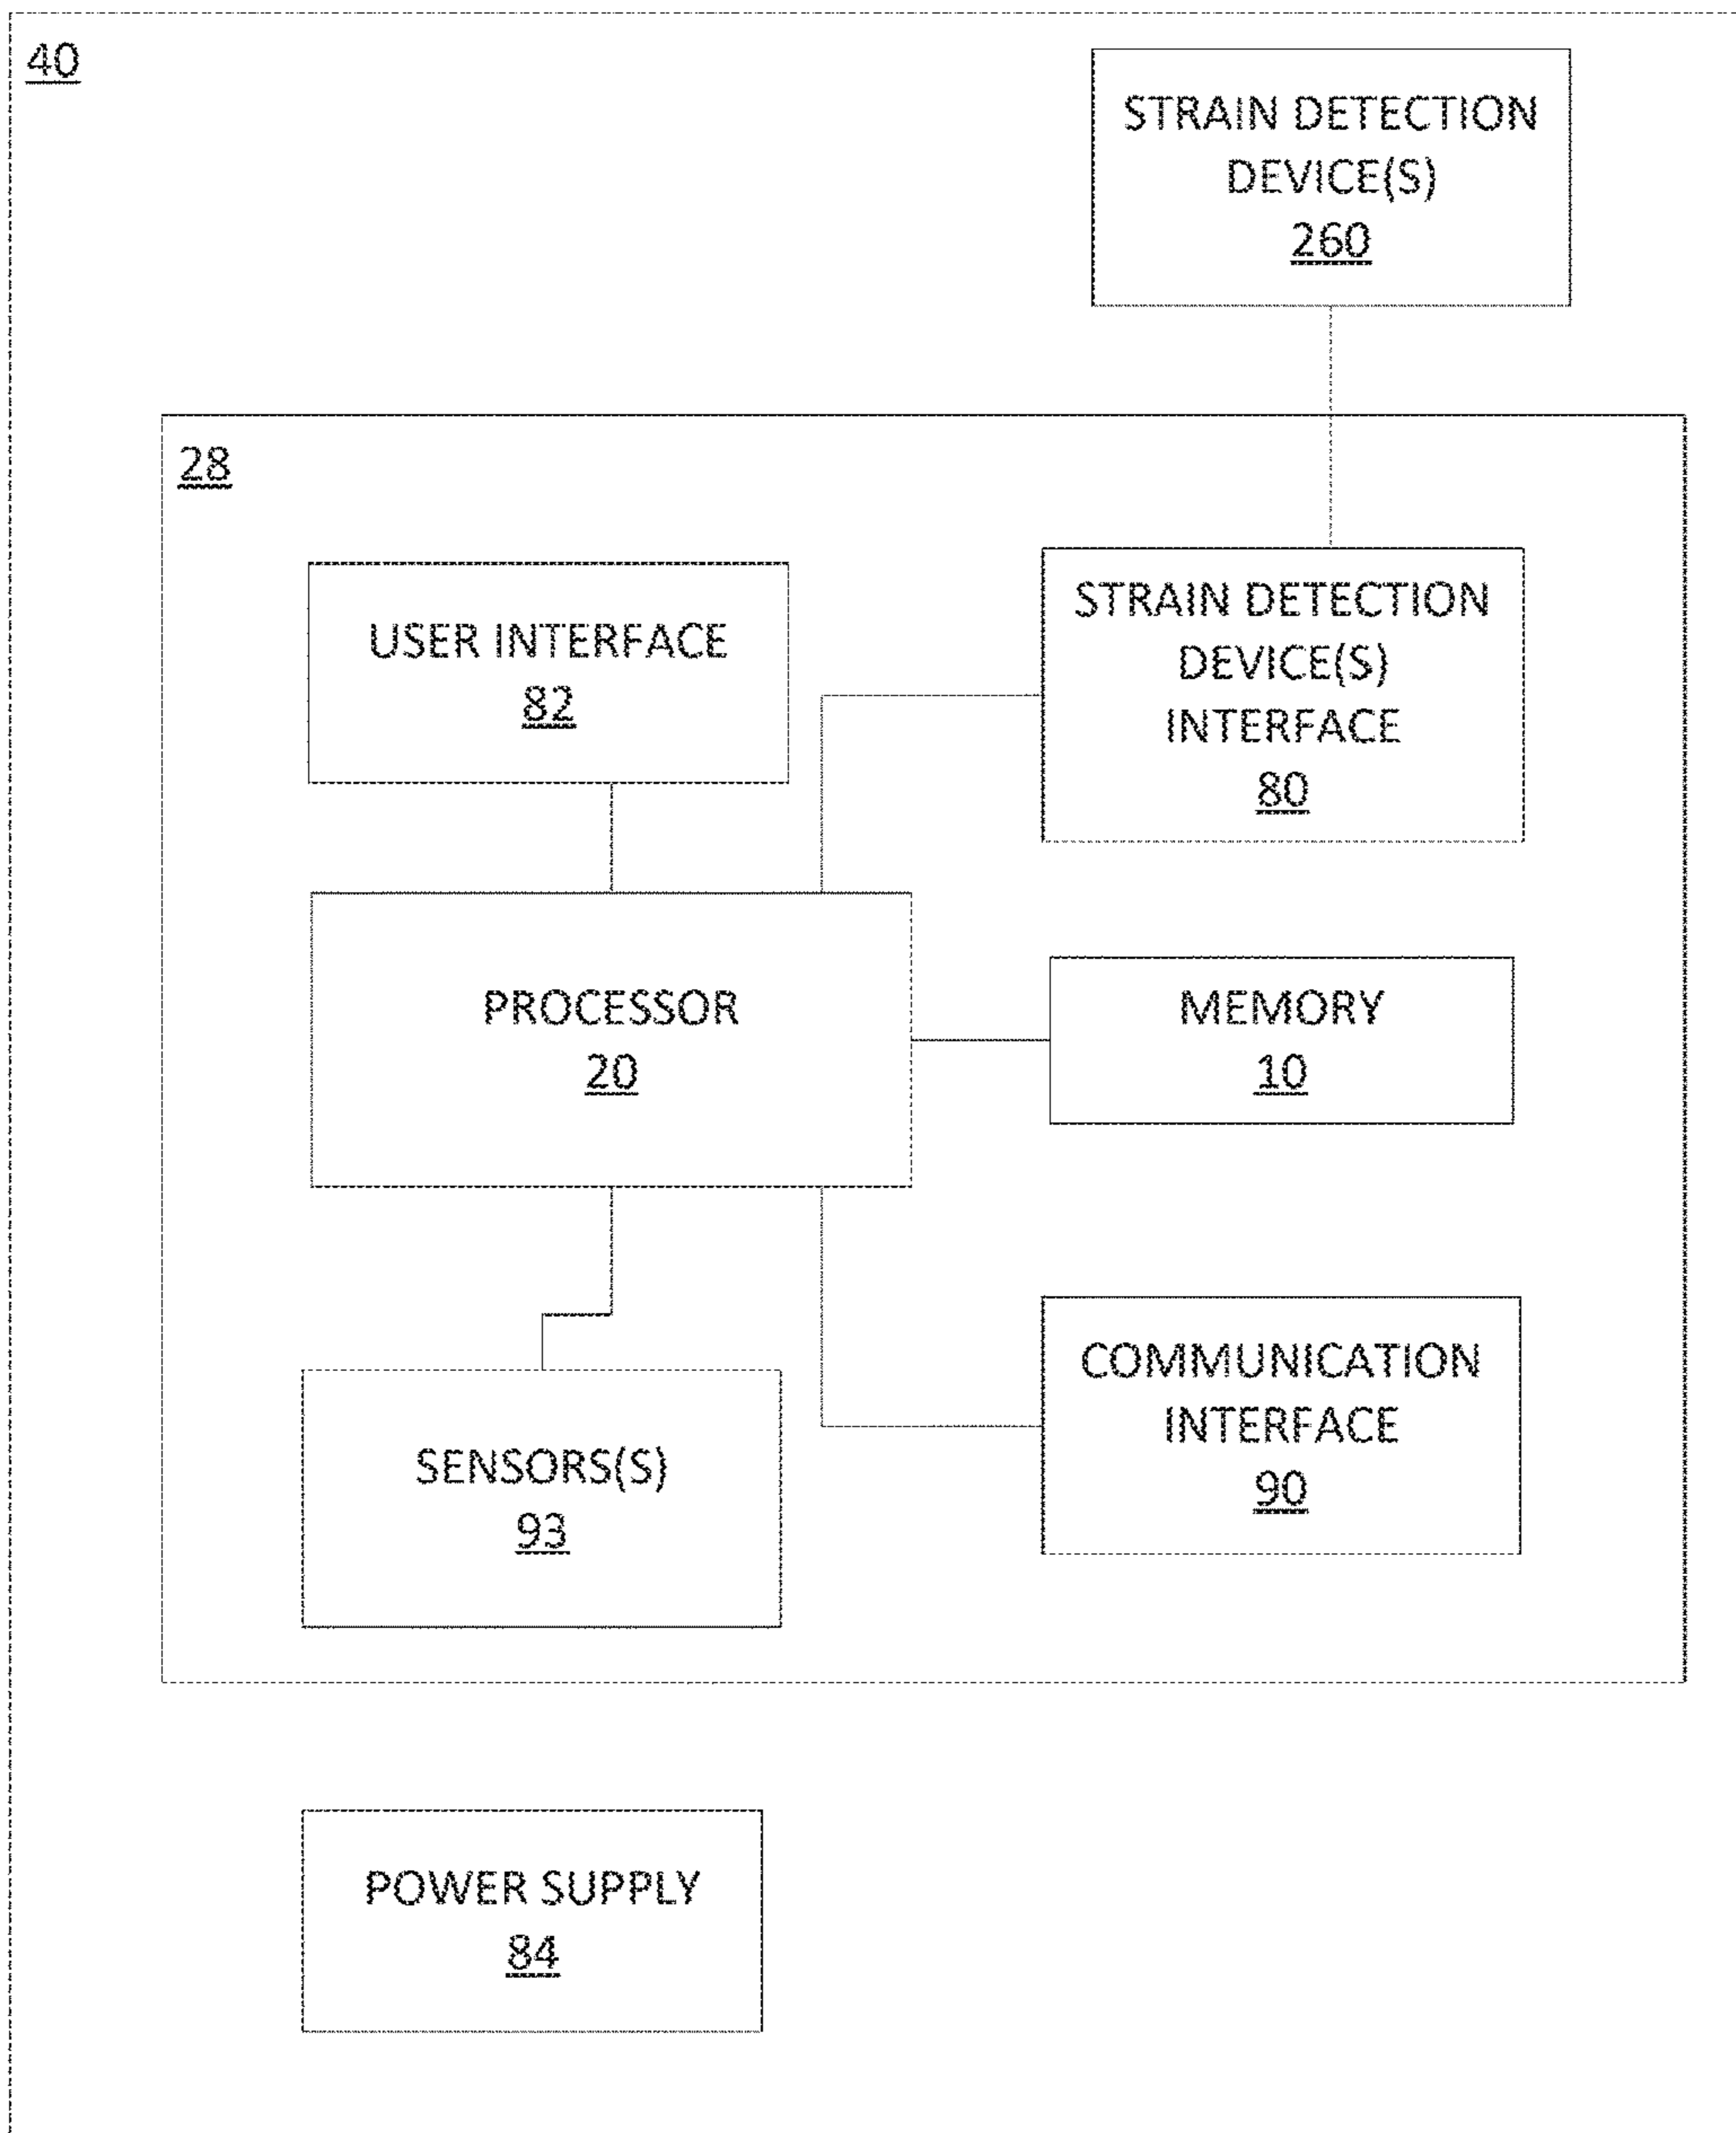 40
STRAIN DETECTION
DEVICE(S)
260
28
USER INTERFACE
82
STRAIN DETECTION
DEVICE(S)
INTERFACE
80
PROCESSOR
20
MEMORY
10
SENSORS(S)
93
COMMUNICATION
INTERFACE
90
POWER SUPPLY
84